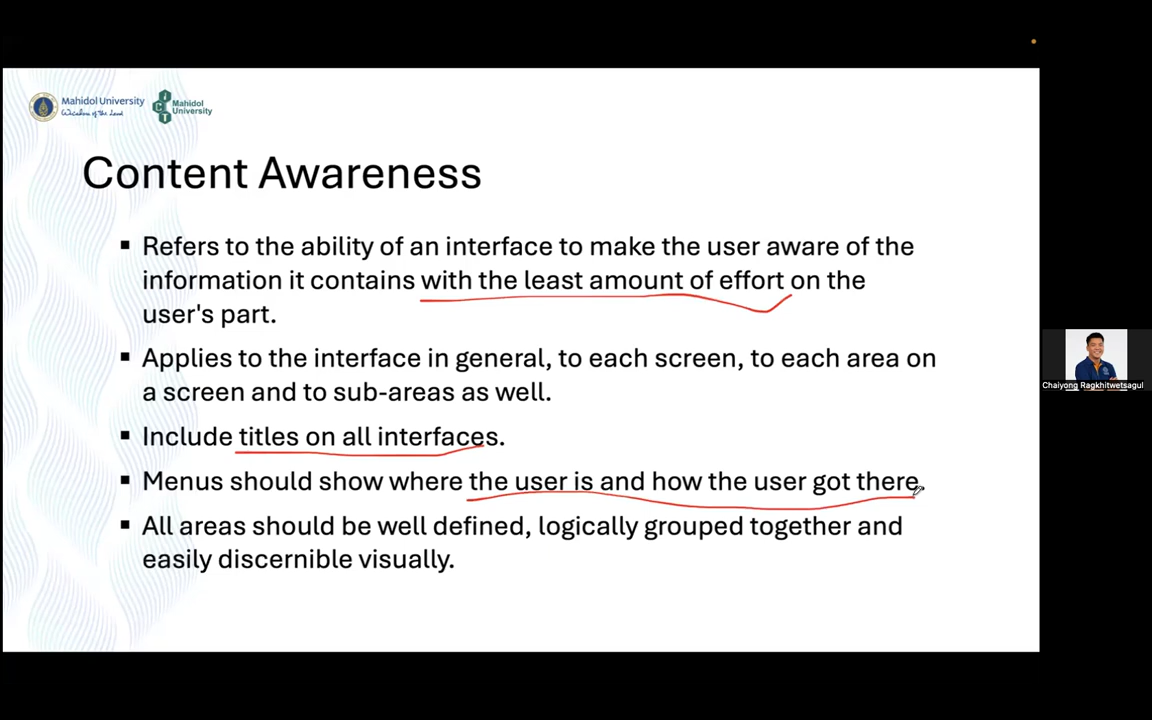 Mahidol University
Wisdom of the Land
Mahidol
University
Content Awareness
▪ Refers to the ability of an interface to make the user aware of the
information it contains with the least amount of effort on the
user's part.
▪ Applies to the interface in general, to each screen, to each area on
a screen and to sub-areas as well.
▪ Include titles on all interfaces.
▪ Menus should show where the user is and how the user got there.
▪ All areas should be well defined, logically grouped together and
easily discernible visually.
Chaiyong Ragkhitwetsagul